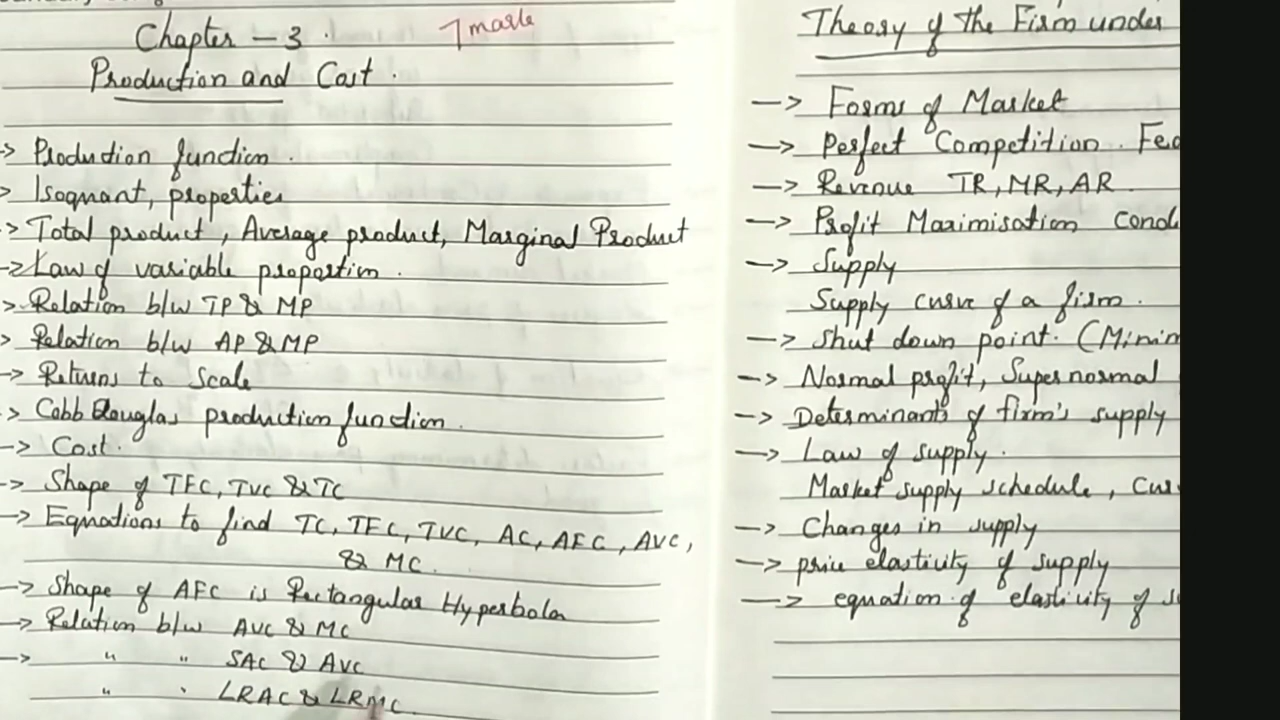 Chapter - 3.
7 mark
Production and Cost.
-> Production function.
-> Isoquant, properties
-> Total product, Average product, Marginal Product
-> Law of variable proportion.
-> Relation b/w TP & MP
-> Relation b/w AP & MP
-> Returns to Scale
-> Cobb Douglas production function.
-> Cost.
-> Shape of TFC, TVC & TC
-> Equations to find TC, TFC, TVC, AC, AFC, AVC,
& MC.
-> Shape of AFC is Rectangular Hyperbola
-> Relation b/w AVC & MC
-> " " SAC & AVC
" " LRAC & LRMC.
Theory of the Firm under
-> Forms of Market
-> Perfect Competition.
-> Revenue TR, MR, AR
-> Profit Maximisation
-> Supply
Supply curve of a firm.
-> Shut down point.
-> Normal profit, Supernormal
-> Determinants of firm's supply
-> Law of supply.
Market supply schedule,
-> Changes in supply
-> price elasticity of supply
-> equation of elasticity of